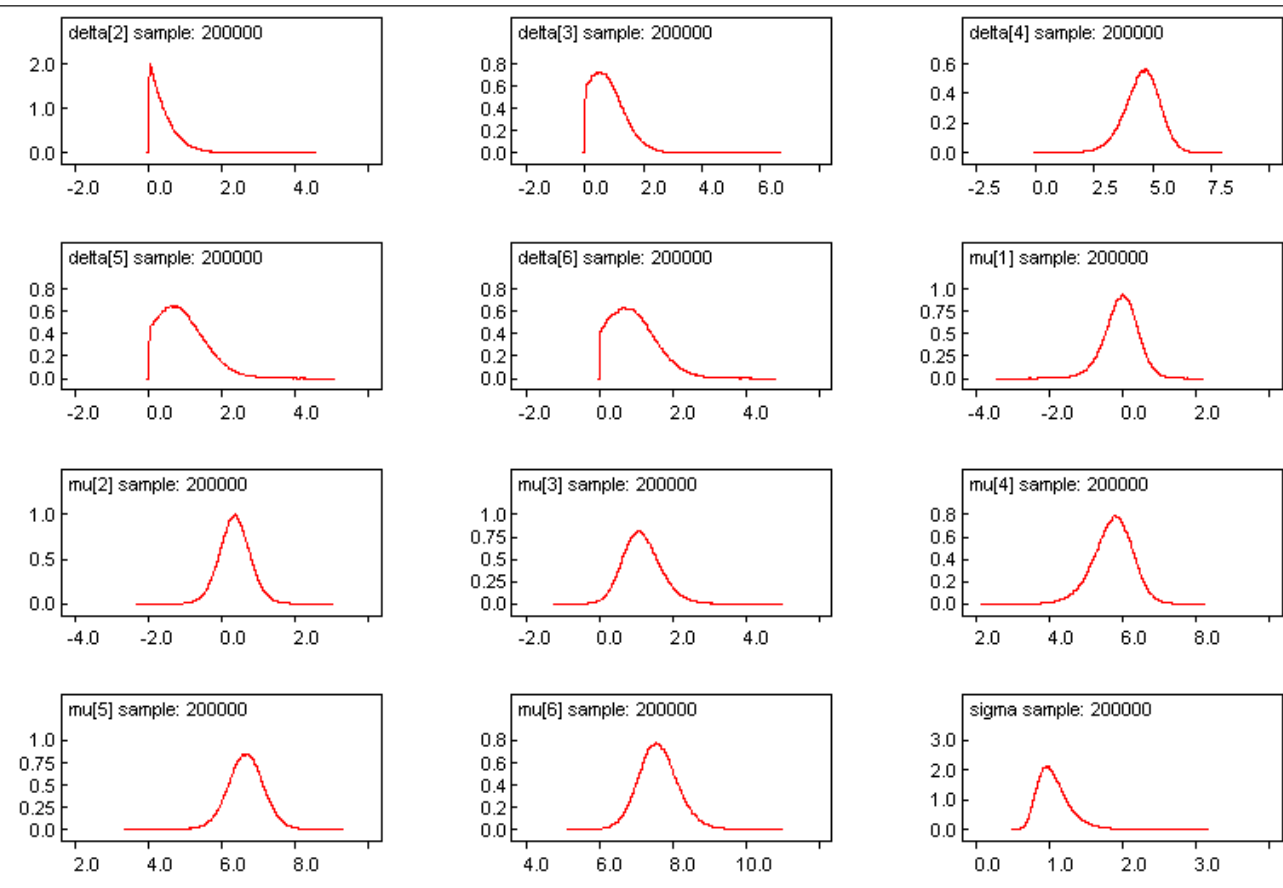 delta[2] sample: 200000
2.0
1.0
0.0
-2.0 0.0 2.0 4.0
delta[3] sample: 200000
0.8
0.6
0.4
0.2
0.0
-2.0 0.0 2.0 4.0 6.0
delta[4] sample: 200000
0.6
0.4
0.2
0.0
-2.5 0.0 2.5 5.0 7.5
delta[5] sample: 200000
0.8
0.6
0.4
0.2
0.0
-2.0 0.0 2.0 4.0
delta[6] sample: 200000
0.8
0.6
0.4
0.2
0.0
-2.0 0.0 2.0 4.0
mu[1] sample: 200000
1.0
0.75
0.5
0.25
0.0
-4.0 -2.0 0.0 2.0
mu[2] sample: 200000
1.0
0.5
0.0
-4.0 -2.0 0.0 2.0
mu[3] sample: 200000
1.0
0.75
0.5
0.25
0.0
-2.0 0.0 2.0 4.0
mu[4] sample: 200000
0.8
0.6
0.4
0.2
0.0
2.0 4.0 6.0 8.0
mu[5] sample: 200000
1.0
0.75
0.5
0.25
0.0
2.0 4.0 6.0 8.0
mu[6] sample: 200000
0.8
0.6
0.4
0.2
0.0
4.0 6.0 8.0 10.0
sigma sample: 200000
3.0
2.0
1.0
0.0
0.0 1.0 2.0 3.0